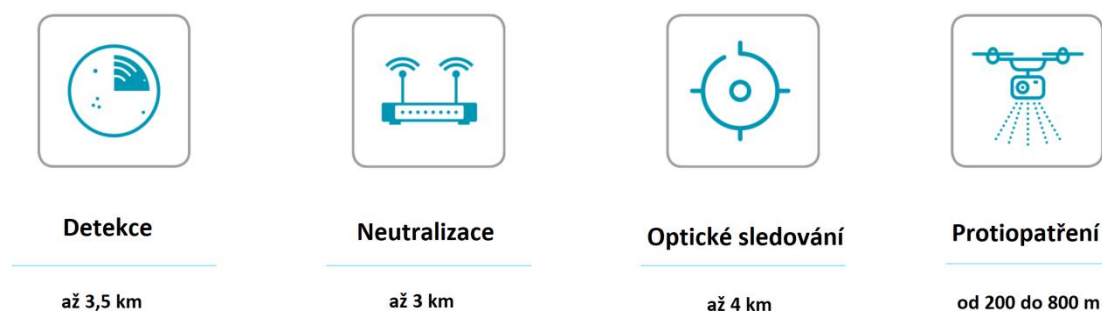 Detekce
Neutralizace
Optické sledování
Protiopatření
až 3,5 km
až 3 km
až 4 km
od 200 do 800 m